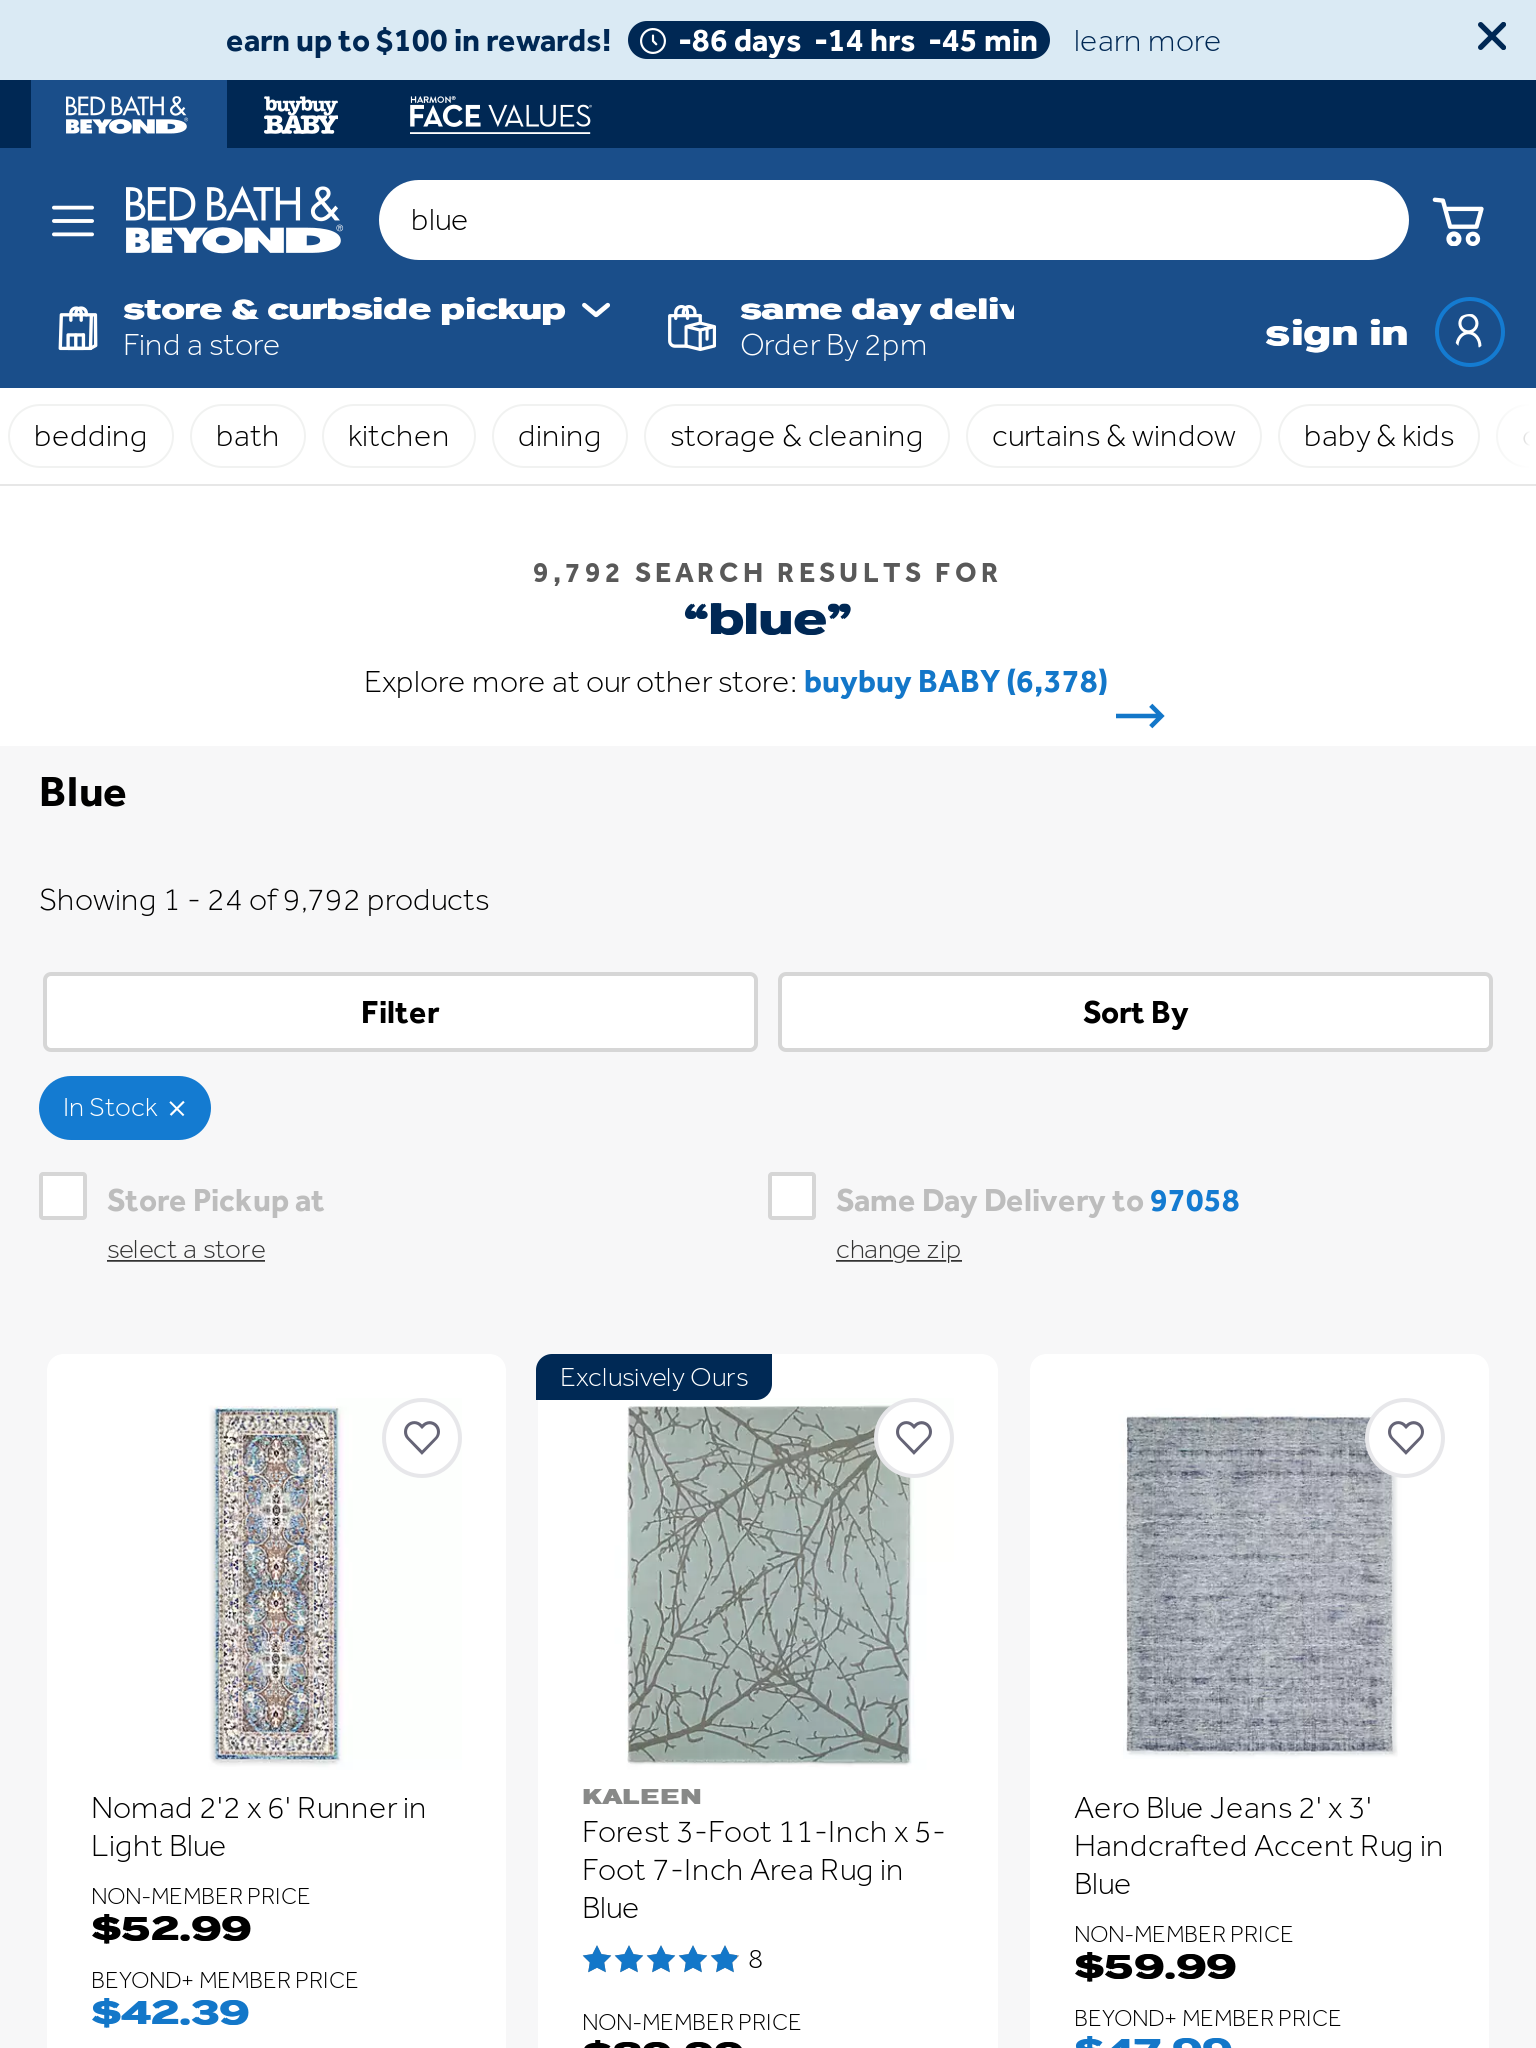 earn up to $100 in rewards! -86 days -14 hrs -45 min learn more
BED BATH & BEYOND
buybuy BABY
HARMON® FACE VALUES
BED BATH &
BEYOND®
blue
store & curbside pickup
Find a store
same day deliv
Order By 2pm
sign in
bedding bath kitchen dining storage & cleaning curtains & window baby & kids
9,792 SEARCH RESULTS FOR
“blue”
Explore more at our other store: buybuy BABY (6,378)
Blue
Showing 1 - 24 of 9,792 products
Filter
Sort By
In Stock
Store Pickup at
select a store
Same Day Delivery to 97058
change zip
Nomad 2'2 x 6' Runner in
Light Blue
NON-MEMBER PRICE
$52.99
BEYOND+ MEMBER PRICE
$42.39
Exclusively Ours
KALEEN
Forest 3-Foot 11-Inch x 5-
Foot 7-Inch Area Rug in
Blue
8
NON-MEMBER PRICE
Aero Blue Jeans 2' x 3'
Handcrafted Accent Rug in
Blue
NON-MEMBER PRICE
$59.99
BEYOND+ MEMBER PRICE